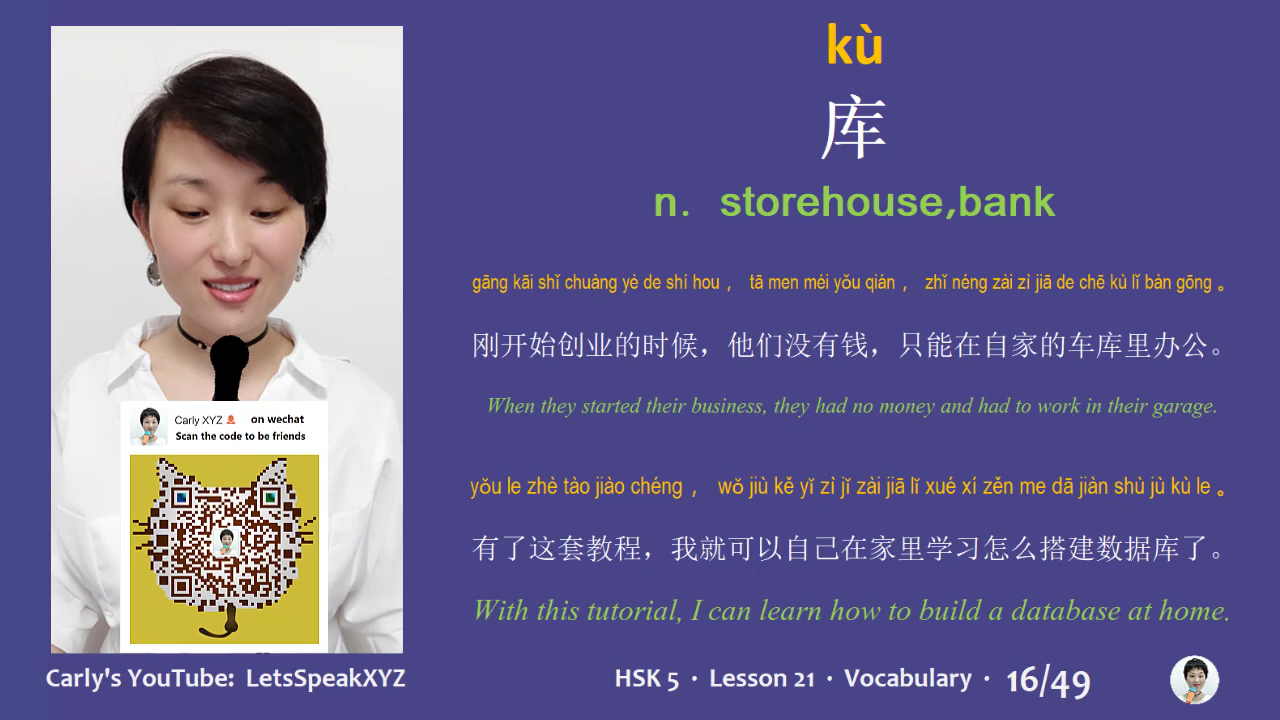 kù
库
n. storehouse,bank
gāng kāi shǐ chuàng yè de shí hou , tā men méi yǒu qián , zhǐ néng zài zì jiā de chē kù lǐ bàn gōng 。
刚开始创业的时候，他们没有钱，只能在自家的车库里办公。
When they started their business, they had no money and had to work in their garage.
yǒu le zhè tào jiào chéng , wǒ jiù kě yǐ zì jǐ zài jiā lǐ xué xí zěn me dā jiàn shù jù kù le 。
有了这套教程，我就可以自己在家里学习怎么搭建数据库了。
With this tutorial, I can learn how to build a database at home.
Carly XYZ on wechat
Scan the code to be friends
Carly's YouTube: LetsSpeakXYZ
HSK 5 · Lesson 21 · Vocabulary · 16/49